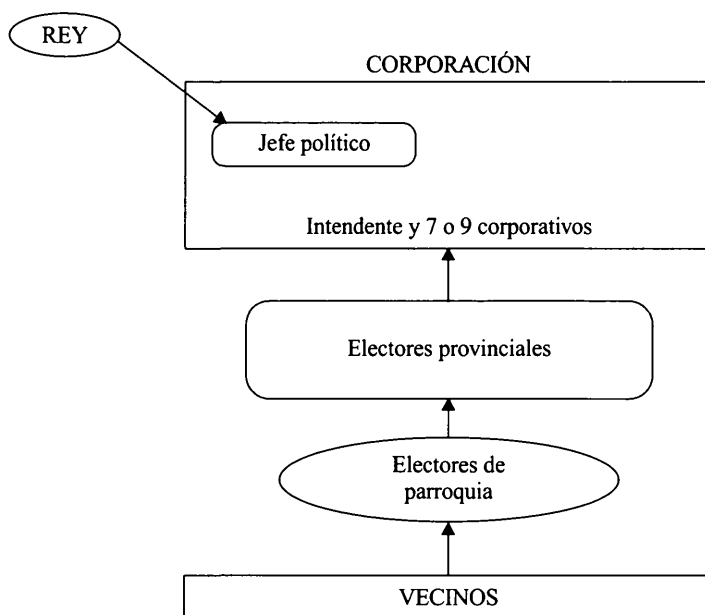 REY
CORPORACIÓN
Jefe político
Intendente y 7 o 9 corporativos
Electores provinciales
Electores de
parroquia
VECINOS